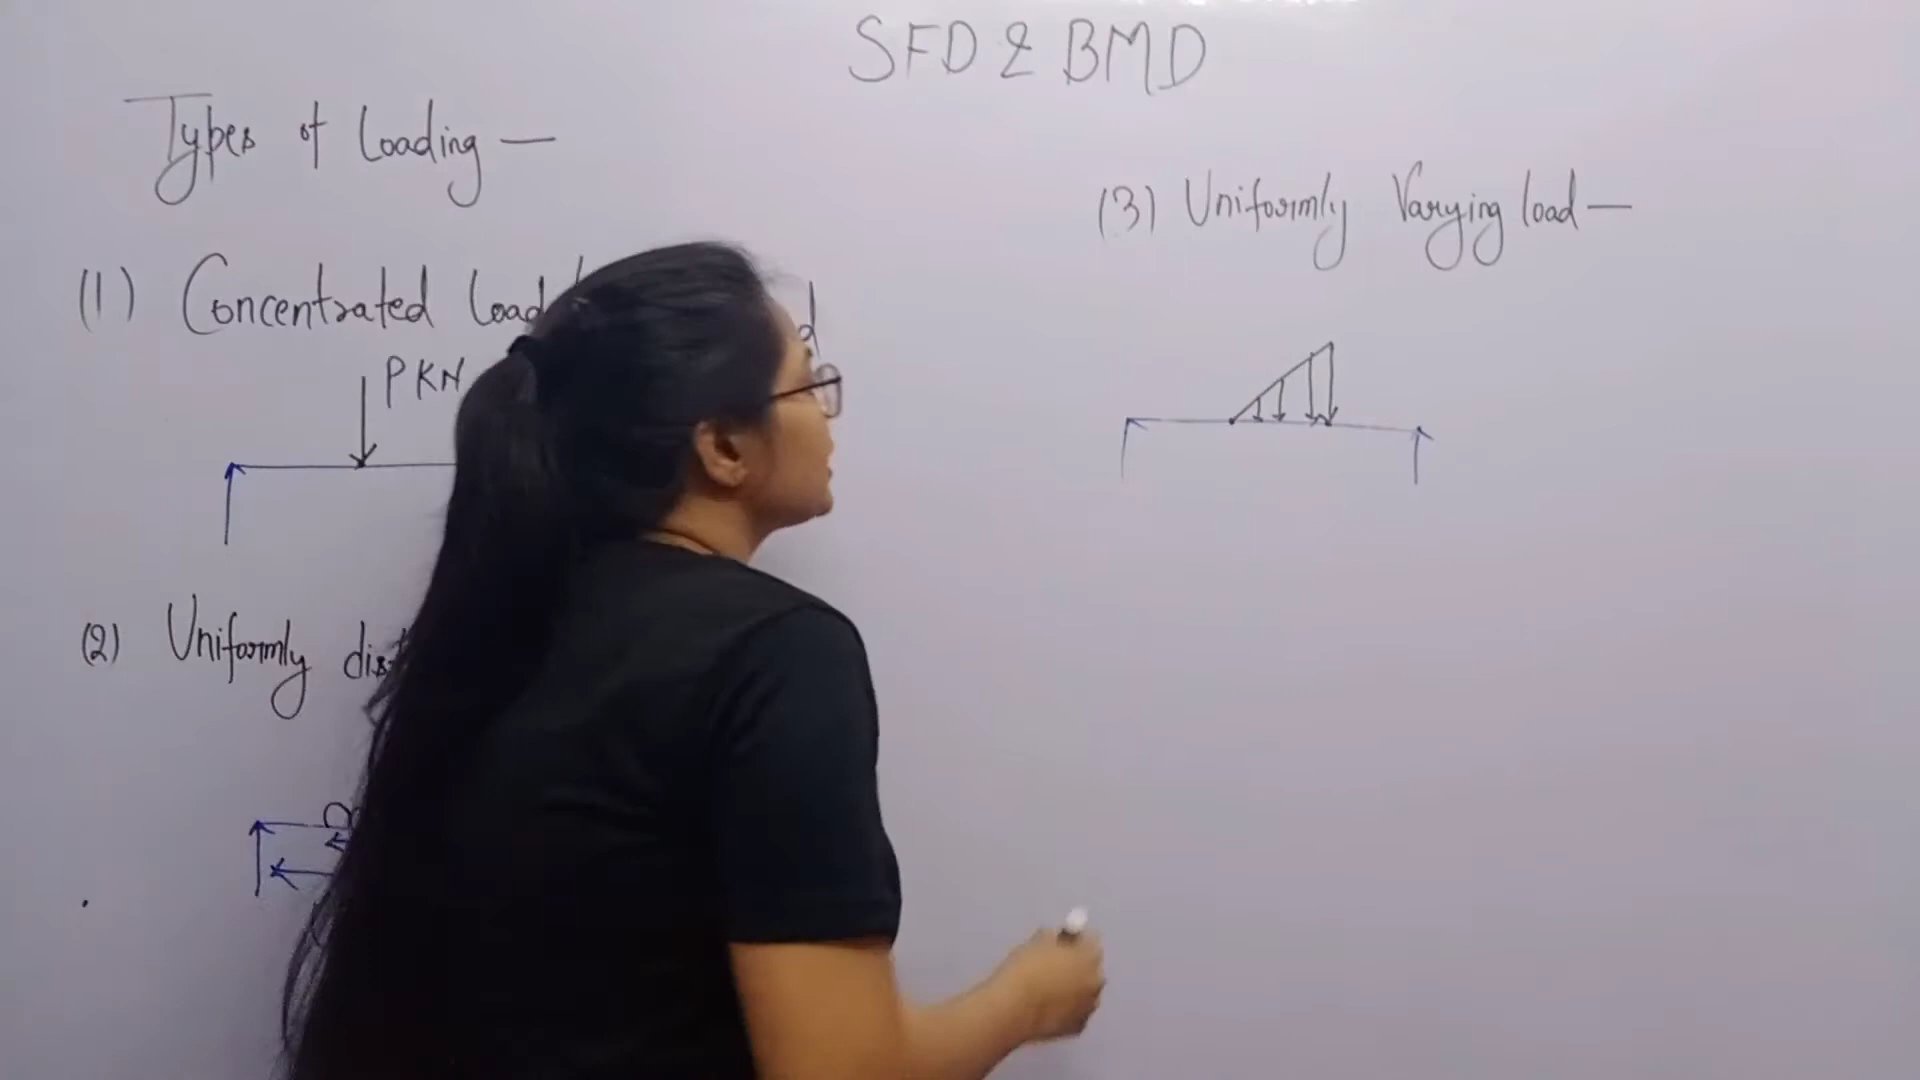 SFD & BMD
Types of Loading —
(1) Concentrated load
P KN
(2) Uniformly
(3) Uniformly Varying load —